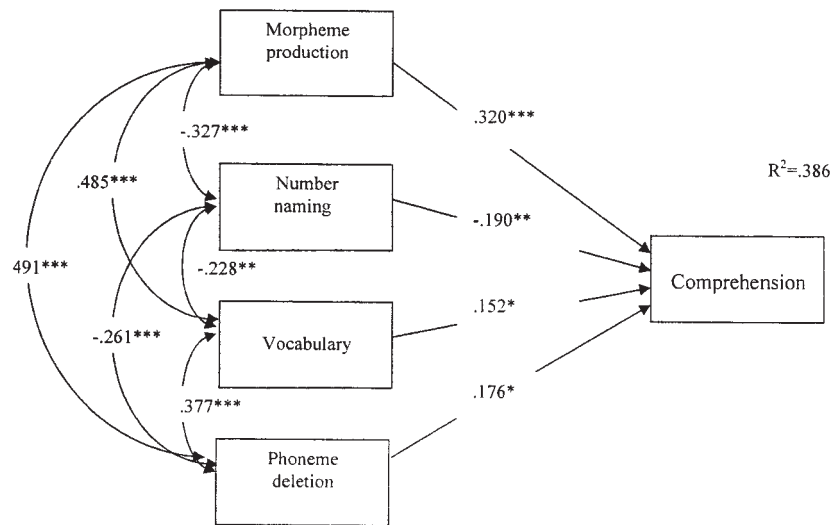 Morpheme
production
.320***
-.327***
R²=.386
Number
naming
.485***
-.190**
491***
-.228**
Comprehension
.152*
-.261***
Vocabulary
.176*
.377***
Phoneme
deletion